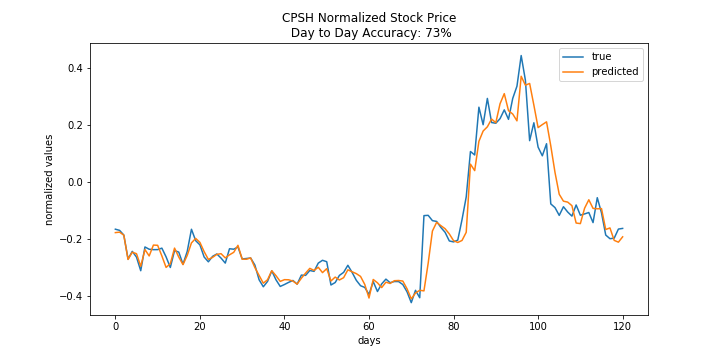 CPSH Normalized Stock Price
Day to Day Accuracy: 73%
true
predicted
normalized values
0.4
0.2
0.0
−0.2
−0.4
0
20
40
60
80
100
120
days